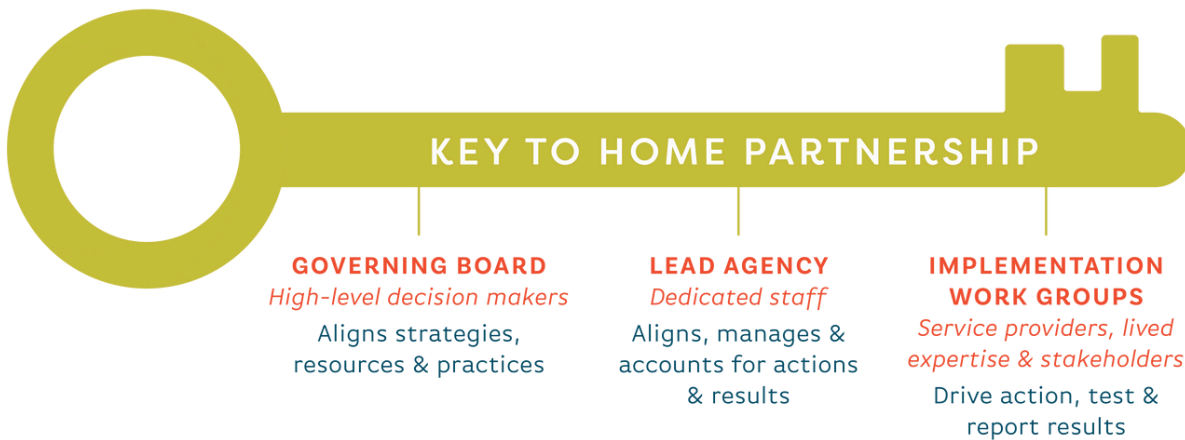 KEY TO HOME PARTNERSHIP
GOVERNING BOARD
High-level decision makers
Aligns strategies,
resources & practices
LEAD AGENCY
Dedicated staff
Aligns, manages &
accounts for actions
& results
IMPLEMENTATION
WORK GROUPS
Service providers, lived
expertise & stakeholders
Drive action, test &
report results